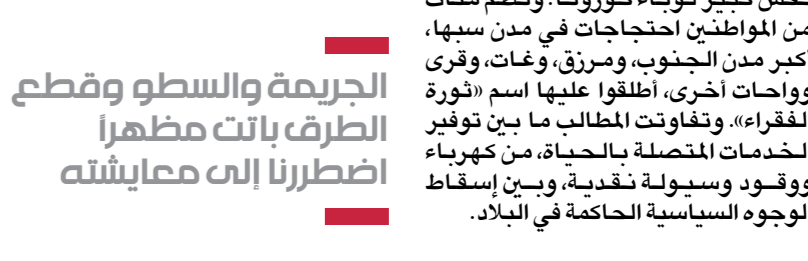 من المواطنين احتجاجات في مدن سبها،
أكبر مدن الجنوب، ومرزق، وغات، وقرى
وواحات أخرى، أطلقوا عليها اسم «ثورة
الفقراء». وتفاوتت المطالب ما بين توفير
الخدمات المتصلة بالحياة، من كهرباء
ووقود وسيولة نقدية، وبين إسقاط
الوجوه السياسية الحاكمة في البلاد.
الجريمة والسطو وقطع
الطرق باتت مظهراً
اضطررنا إلى معايشته